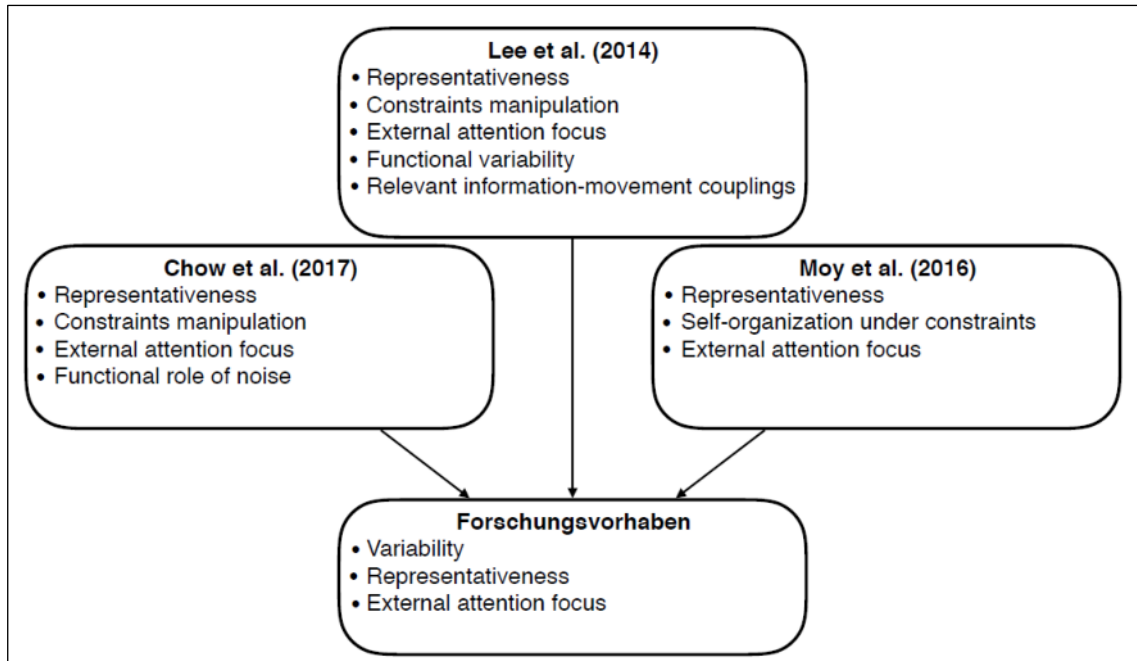 Lee et al. (2014)
• Representativeness
• Constraints manipulation
• External attention focus
• Functional variability
• Relevant information-movement couplings
Chow et al. (2017)
• Representativeness
• Constraints manipulation
• External attention focus
• Functional role of noise
Moy et al. (2016)
• Representativeness
• Self-organization under constraints
• External attention focus
Forschungsvorhaben
• Variability
• Representativeness
• External attention focus